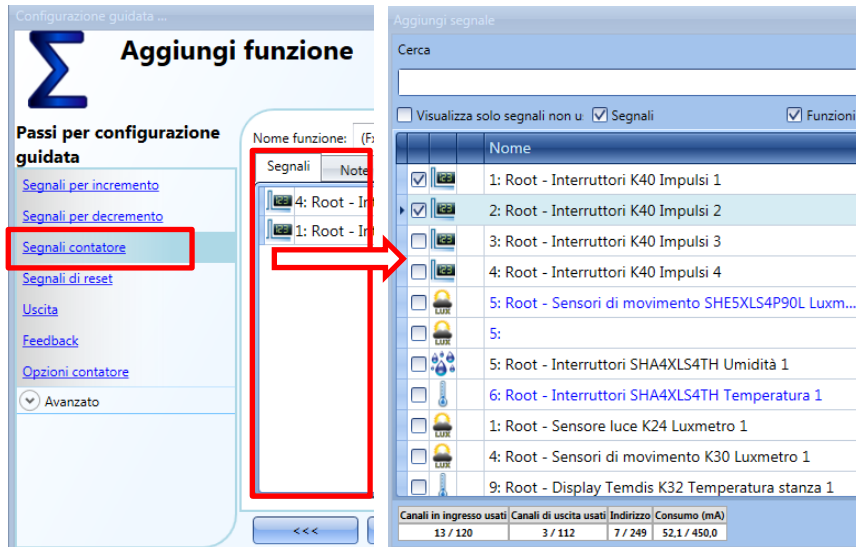 Configurazione guidata ...
Aggiungi funzione
Passi per configurazione
guidata
Segnali per incremento
Segnali per decremento
Segnali contatore
Segnali di reset
Uscita
Feedback
Opzioni contatore
Avanzato
Nome funzione: (Fx
Segnali Note
4: Root - In
1: Root - In
<<<
Aggiungi segnale
Cerca
Visualizza solo segnali non u: Segnali Funzioni
Nome
1: Root - Interruttori K40 Impulsi 1
2: Root - Interruttori K40 Impulsi 2
3: Root - Interruttori K40 Impulsi 3
4: Root - Interruttori K40 Impulsi 4
5: Root - Sensori di movimento SHE5XLS4P90L Luxm...
5:
5: Root - Interruttori SHA4XLS4TH Umidità 1
6: Root - Interruttori SHA4XLS4TH Temperatura 1
1: Root - Sensore luce K24 Luxmetro 1
4: Root - Sensori di movimento K30 Luxmetro 1
9: Root - Display Temdis K32 Temperatura stanza 1
Canali in ingresso usati Canali di uscita usati Indirizzo Consumo (mA)
13 / 120 3 / 112 7 / 249 52,1 / 450,0